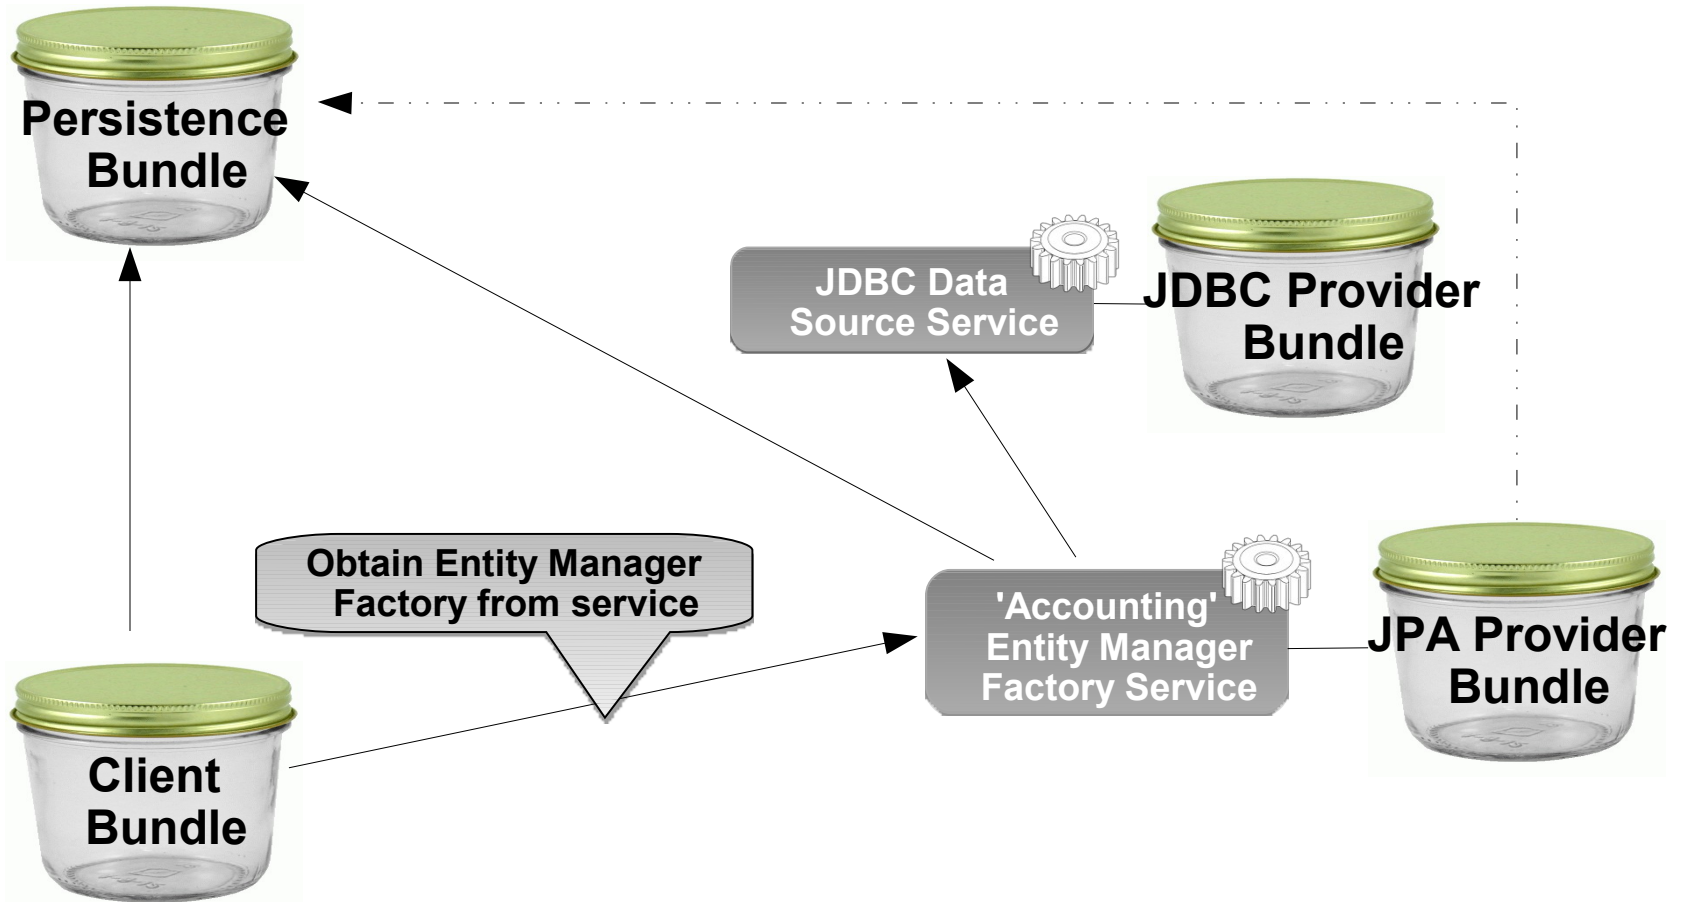 Persistence
Bundle
JDBC Data
Source Service
JDBC Provider
Bundle
Obtain Entity Manager
Factory from service
'Accounting'
Entity Manager
Factory Service
JPA Provider
Bundle
Client
Bundle